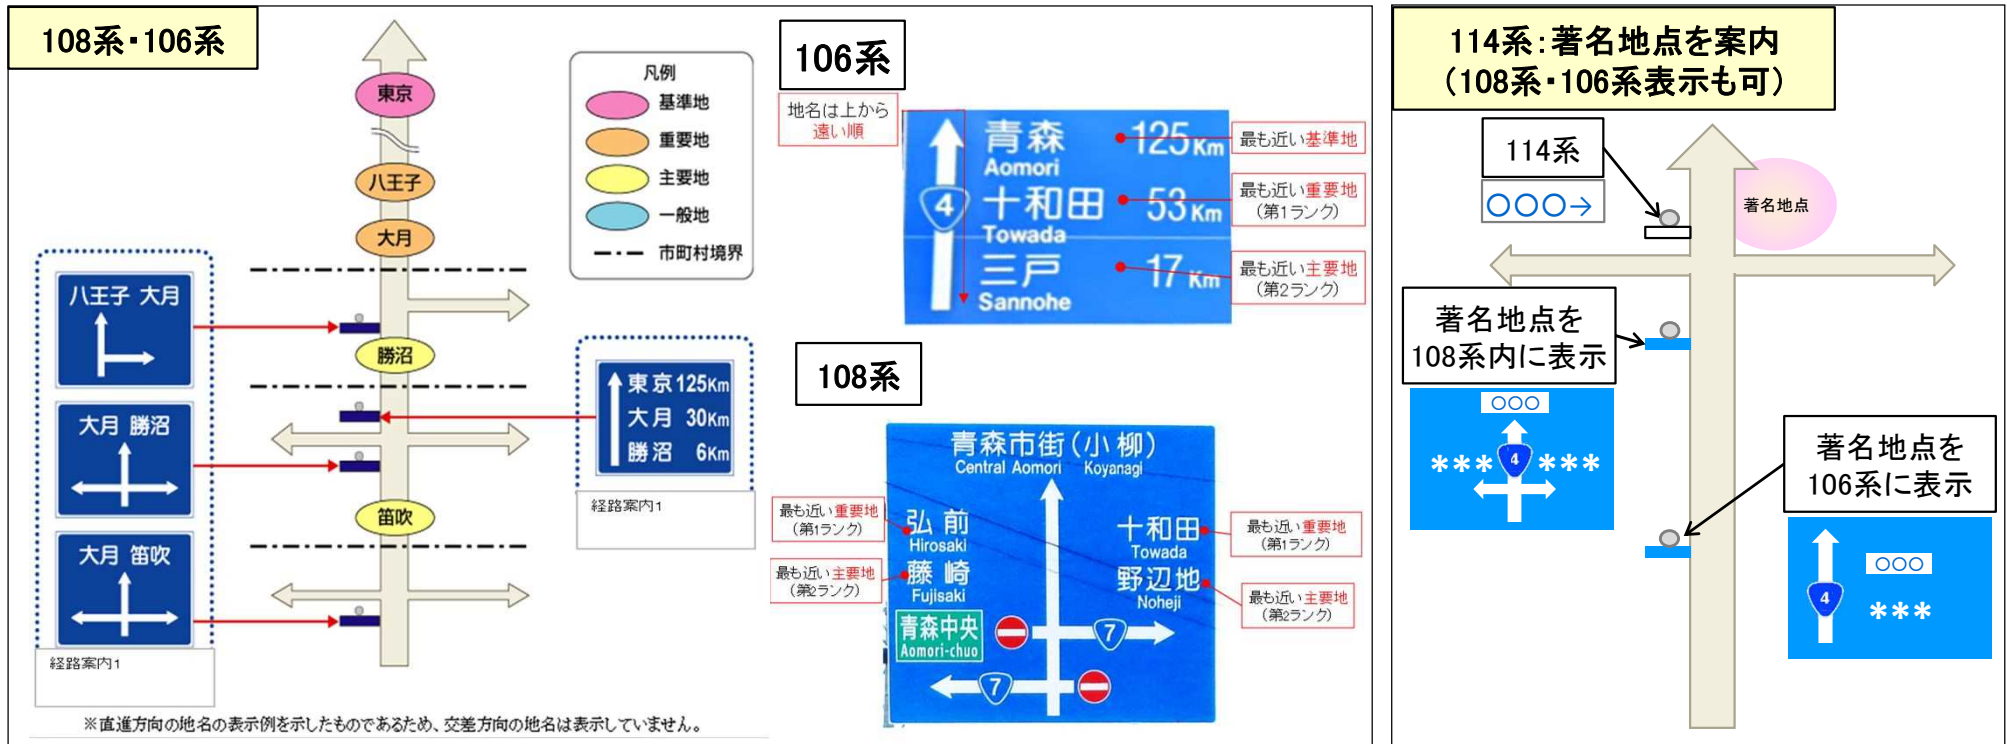 108系・106系
東京
八王子
大月
勝沼
笛吹
凡例
基準地
重要地
主要地
一般地
市町村境界
八王子 大月
大月 勝沼
大月 笛吹
経路案内1
東京125Km
大月 30Km
勝沼 6Km
経路案内1
※直進方向の地名の表示例を示したものであるため、交差方向の地名は表示していません。
106系
地名は上から
遠い順
青森 125Km
Aomori
十和田 53Km
Towada
三戸 17Km
Sannohe
4
最も近い基準地
最も近い重要地
(第1ランク)
最も近い主要地
(第2ランク)
108系
青森市街(小柳)
Central Aomori Koyanagi
弘前
Hirosaki
藤崎
Fujisaki
青森中央
Aomori-chuo
十和田
Towada
野辺地
Noheji
7
7
最も近い重要地
(第1ランク)
最も近い主要地
(第2ランク)
最も近い重要地
(第1ランク)
最も近い主要地
(第2ランク)
114系:著名地点を案内
(108系・106系表示も可)
114系
○○○→
著名地点
著名地点を
108系内に表示
○○○
***4***
著名地点を
106系に表示
○○○
4
***